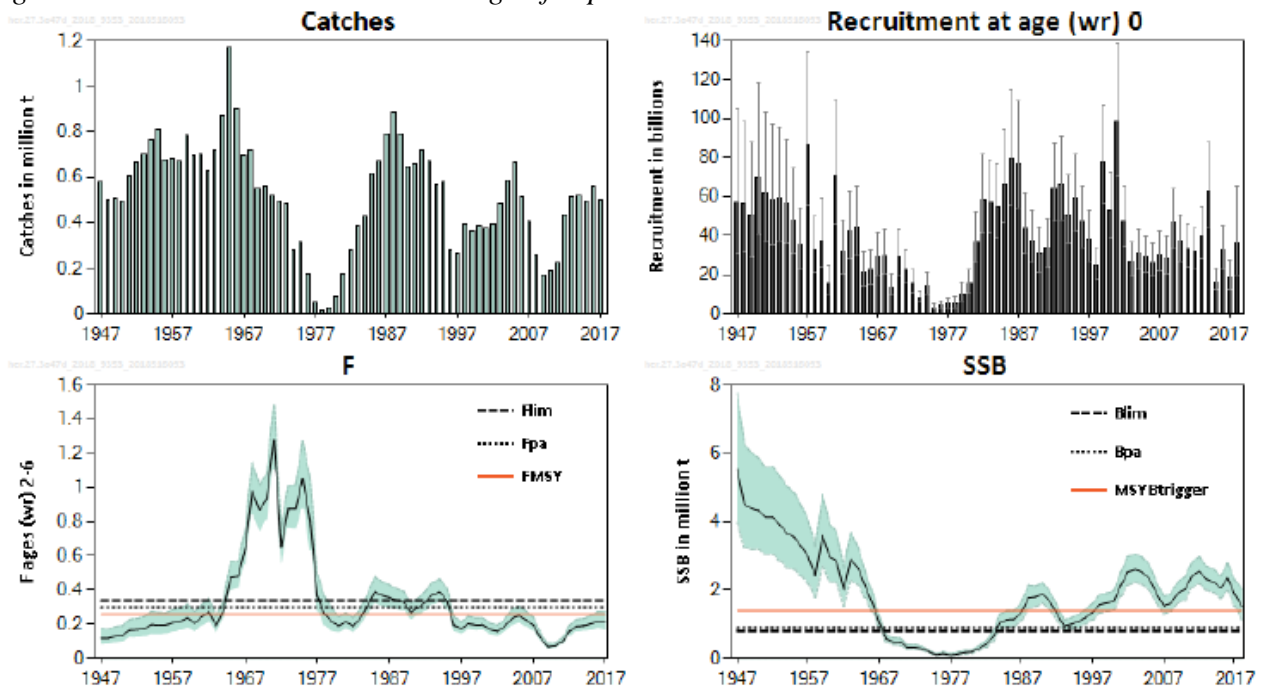 Catches
Recruitment at age (wr) 0
Catches in million t
1.2
1
0.8
0.6
0.4
0.2
0
1947 1957 1967 1977 1987 1997 2007 2017
Recruitment in billions
140
120
100
80
60
40
20
0
1947 1957 1967 1977 1987 1997 2007 2017
F
SSB
F ages (wr) 2-6
1.6
1.4
1.2
1
0.8
0.6
0.4
0.2
0
Flim
Fpa
FMSY
1947 1957 1967 1977 1987 1997 2007 2017
SSB in million t
8
6
4
2
0
Blim
Bpa
MSYBtrigger
1947 1957 1967 1977 1987 1997 2007 2017